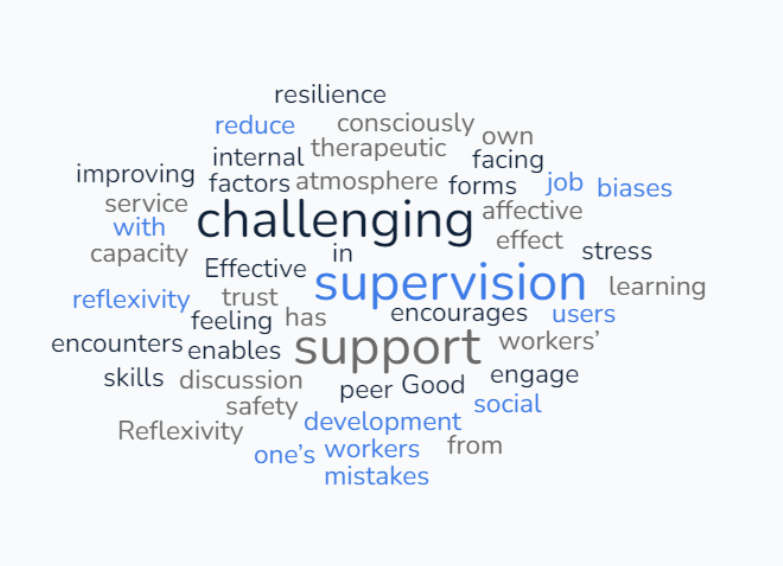 resilience
reduce consciously own
internal therapeutic facing
improving factors atmosphere forms job biases
service challenging affective
with effect
capacity in stress
Effective supervision learning
reflexivity trust encourages users
feeling has
encounters enables support workers’
skills discussion peer Good engage
safety social
Reflexivity development
one’s workers from
mistakes